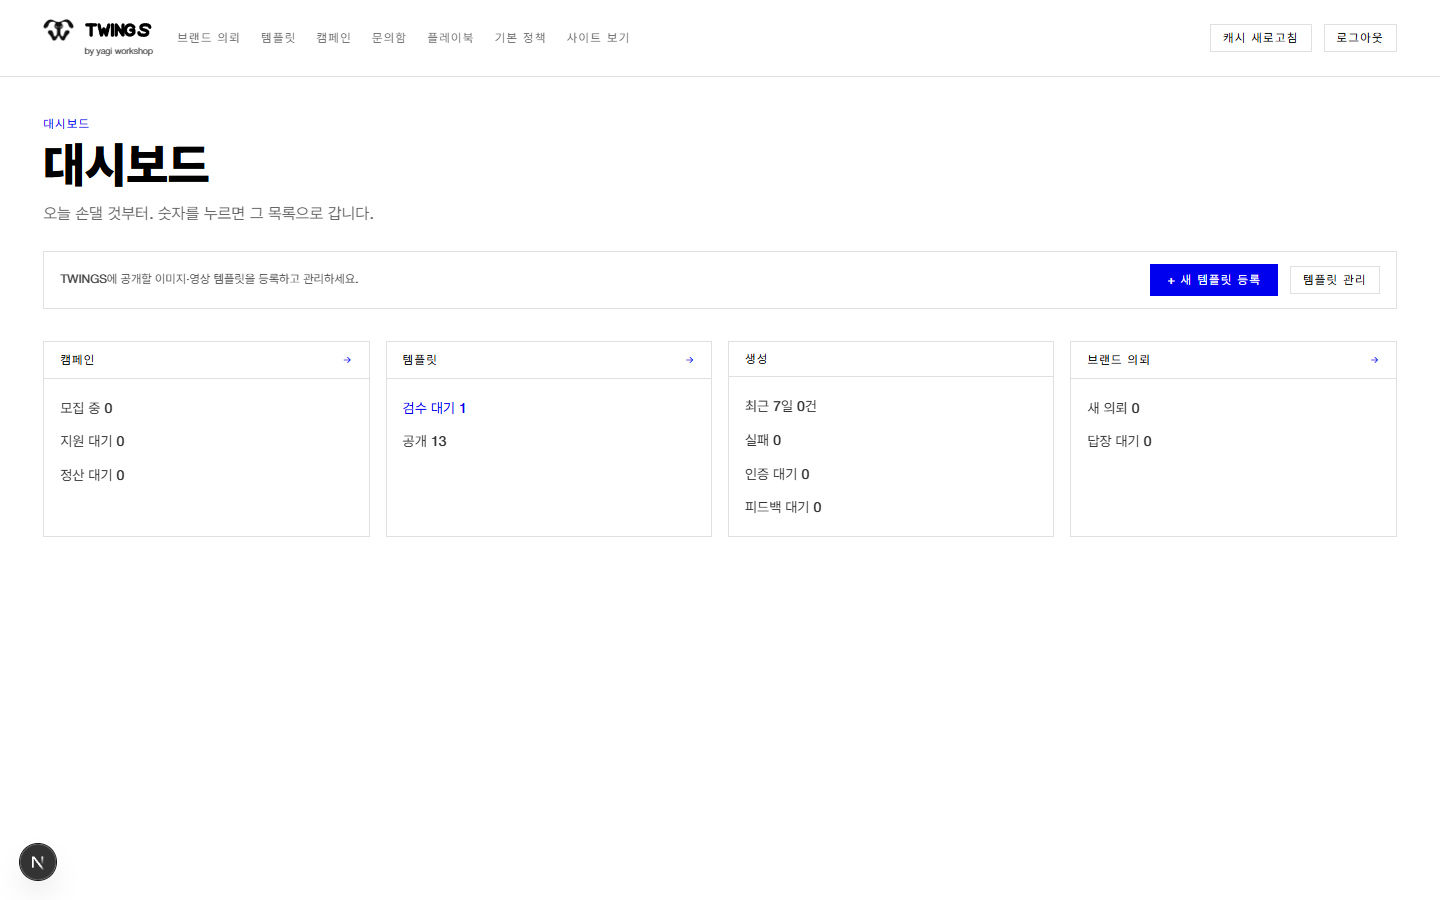 TWINGS
by yagi workshop
브랜드 의뢰 템플릿 캠페인 문의함 플레이북 기본 정책 사이트 보기
캐시 새로고침 로그아웃
대시보드
대시보드
오늘 손댈 것부터. 숫자를 누르면 그 목록으로 갑니다.
TWINGS에 공개할 이미지·영상 템플릿을 등록하고 관리하세요.
+ 새 템플릿 등록 템플릿 관리
캠페인 →
모집 중 0
지원 대기 0
정산 대기 0
템플릿 →
검수 대기 1
공개 13
생성
최근 7일 0건
실패 0
인증 대기 0
피드백 대기 0
브랜드 의뢰 →
새 의뢰 0
답장 대기 0
N